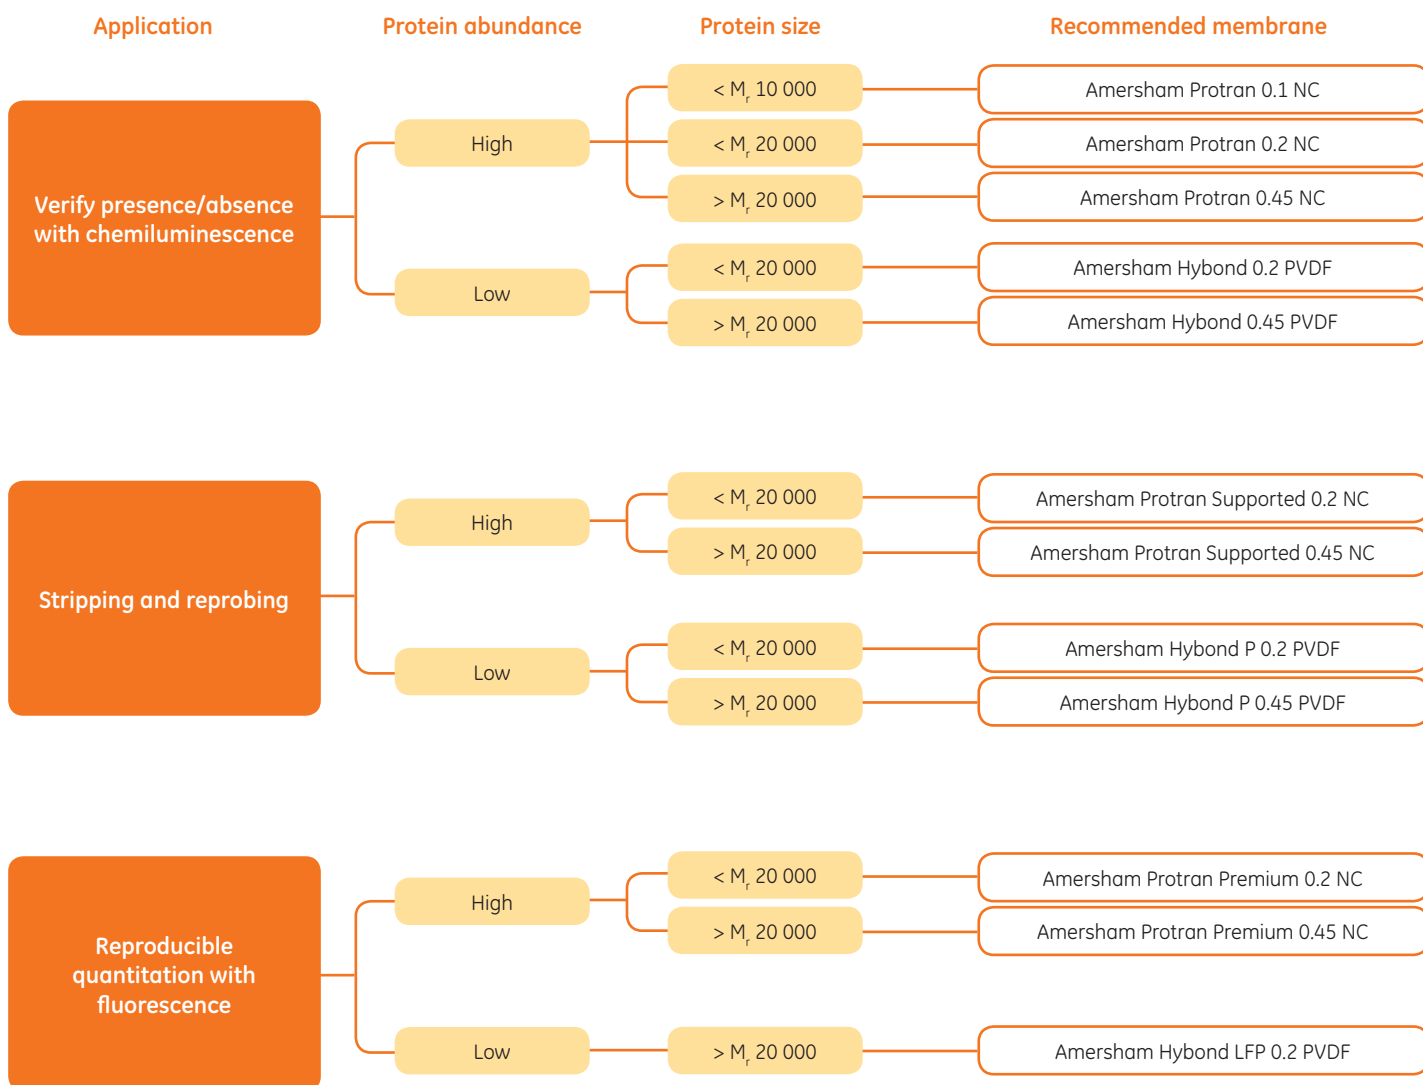 Application Protein abundance Protein size Recommended membrane
Verify presence/absence
with chemiluminescence
High
< Mr 10 000 Amersham Protran 0.1 NC
< Mr 20 000 Amersham Protran 0.2 NC
> Mr 20 000 Amersham Protran 0.45 NC
Low
< Mr 20 000 Amersham Hybond 0.2 PVDF
> Mr 20 000 Amersham Hybond 0.45 PVDF
Stripping and reprobing
High
< Mr 20 000 Amersham Protran Supported 0.2 NC
> Mr 20 000 Amersham Protran Supported 0.45 NC
Low
< Mr 20 000 Amersham Hybond P 0.2 PVDF
> Mr 20 000 Amersham Hybond P 0.45 PVDF
Reproducible
quantitation with
fluorescence
High
< Mr 20 000 Amersham Protran Premium 0.2 NC
> Mr 20 000 Amersham Protran Premium 0.45 NC
Low
> Mr 20 000 Amersham Hybond LFP 0.2 PVDF